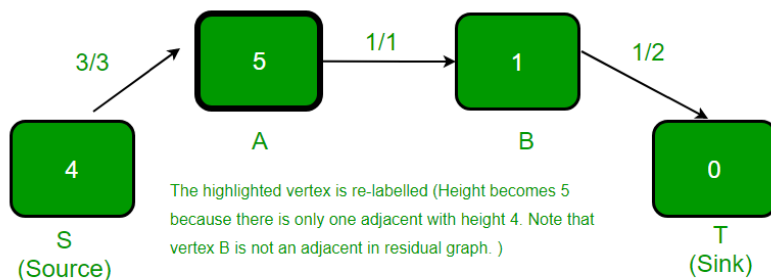 3/3
5
1/1
1
1/2
A
B
4
0
The highlighted vertex is re-labelled (Height becomes 5
because there is only one adjacent with height 4. Note that
vertex B is not an adjacent in residual graph. )
S
(Source)
T
(Sink)